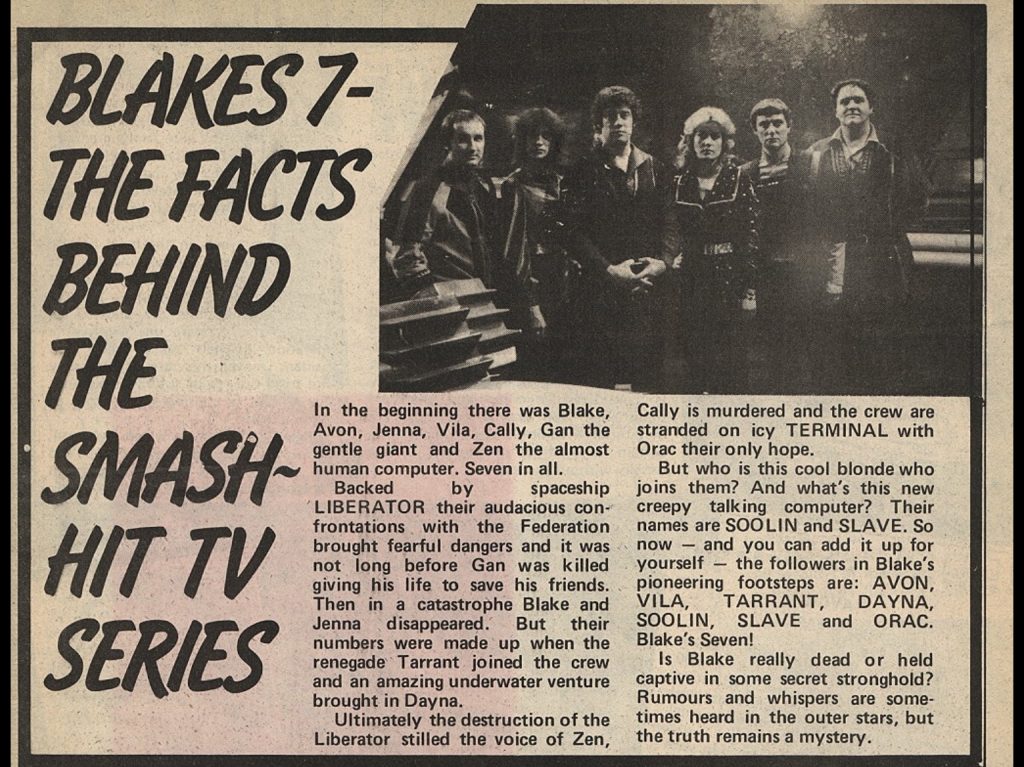 BLAKES 7-
THE FACTS
BEHIND
THE
SMASH-
HIT TV
SERIES
In the beginning there was Blake,
Avon, Jenna, Vila, Cally, Gan the
gentle giant and Zen the almost
human computer. Seven in all.
Backed by spaceship
LIBERATOR their audacious con-
frontations with the Federation
brought fearful dangers and it was
not long before Gan was killed
giving his life to save his friends.
Then in a catastrophe Blake and
Jenna disappeared. But their
numbers were made up when the
renegade Tarrant joined the crew
and an amazing underwater venture
brought in Dayna.
Ultimately the destruction of the
Liberator stilled the voice of Zen,
Cally is murdered and the crew are
stranded on icy TERMINAL with
Orac their only hope.
But who is this cool blonde who
joins them? And what's this new
creepy talking computer? Their
names are SOOLIN and SLAVE. So
now — and you can add it up for
yourself — the followers in Blake's
pioneering footsteps are: AVON,
VILA, TARRANT, DAYNA,
SOOLIN, SLAVE and ORAC.
Blake's Seven!
Is Blake really dead or held
captive in some secret stronghold?
Rumours and whispers are some-
times heard in the outer stars, but
the truth remains a mystery.